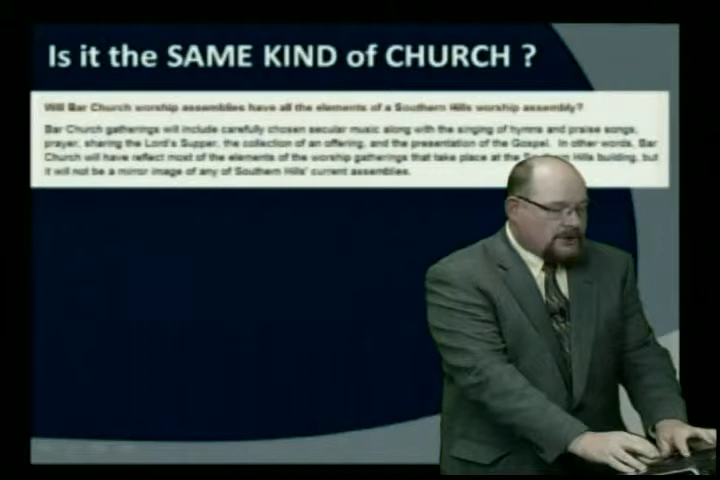 Is it the SAME KIND of CHURCH ?
Will Bar Church worship assemblies have all the elements of a Southern Hills worship assembly?
Bar Church gatherings will include carefully chosen secular music along with the singing of hymns and praise songs,
prayer, sharing the Lord's Supper, the collection of an offering, and the presentation of the Gospel. In other words, Bar
Church will have reflect most of the elements of the worship gatherings that take place at the Hills building, but
it will not be a mirror image of any of Southern Hills' current assemblies.